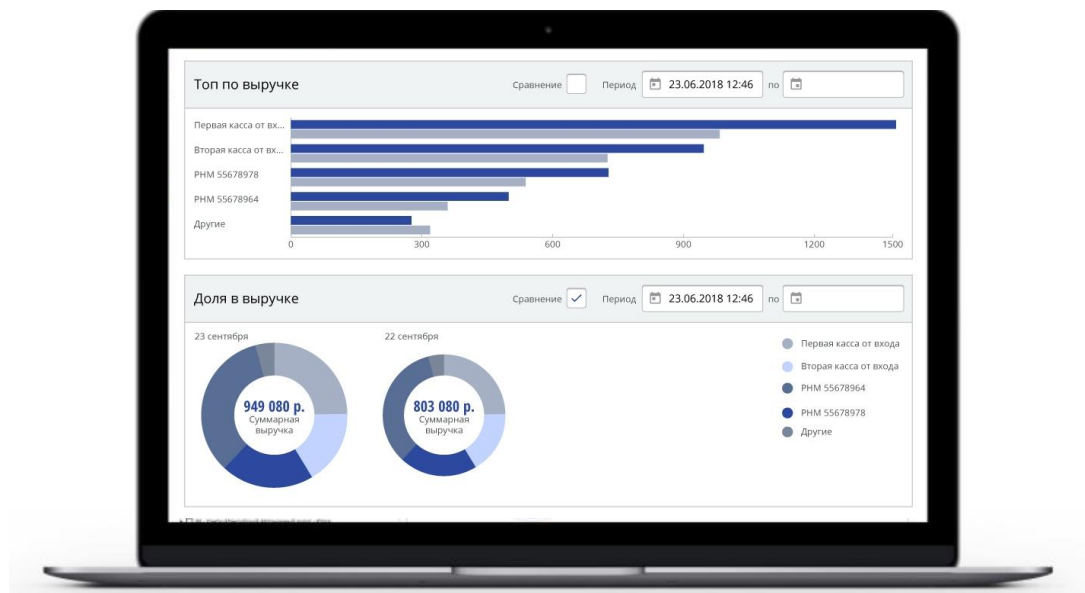 Топ по выручке
Сравнение
Период
23.06.2018 12:46
по
Первая касса от вх...
Вторая касса от вх...
РНМ 55678978
РНМ 55678964
Другие
0 300 600 900 1200 1500
Доля в выручке
Сравнение
Период
23.06.2018 12:46
по
23 сентября
22 сентября
949 080 р.
Суммарная
выручка
803 080 р.
Суммарная
выручка
Первая касса от входа
Вторая касса от входа
РНМ 55678964
РНМ 55678978
Другие